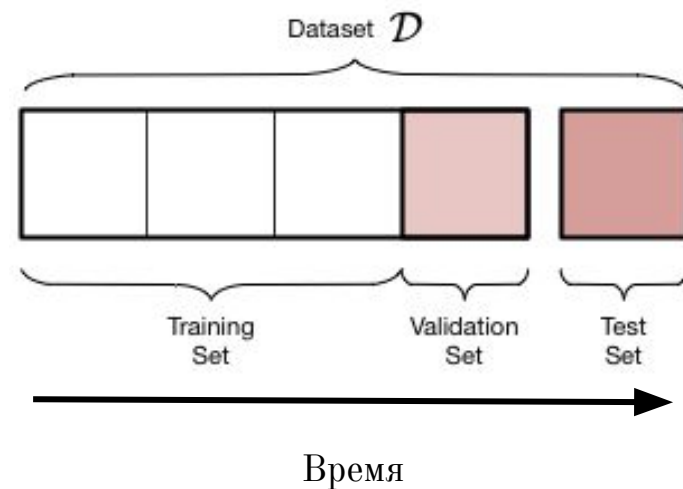 Dataset 𝓓
Training
Set
Validation
Set
Test
Set
Время